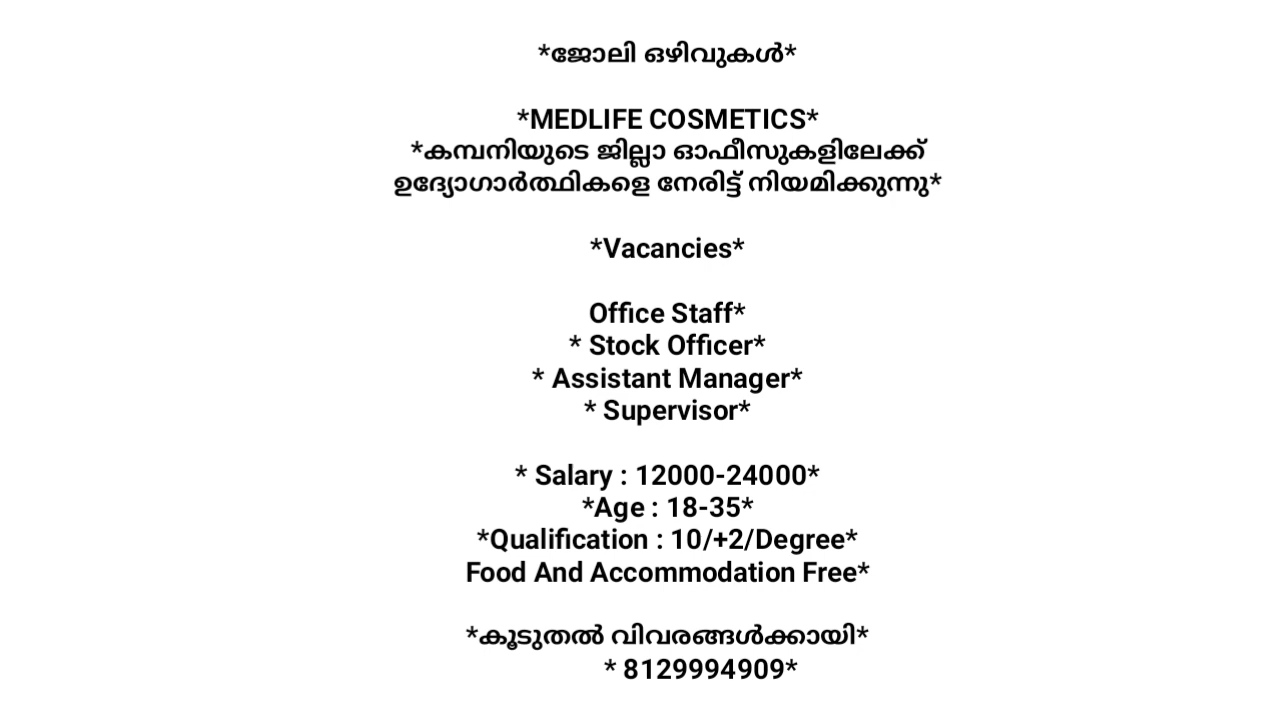 *ജോലി ഒഴിവുകൾ*
*MEDLIFE COSMETICS*
*കമ്പനിയുടെ ജില്ലാ ഓഫീസുകളിലേക്ക്
ഉദ്യോഗാർത്ഥികളെ നേരിട്ട് നിയമിക്കുന്നു*
*Vacancies*
Office Staff*
* Stock Officer*
* Assistant Manager*
* Supervisor*
* Salary : 12000-24000*
*Age : 18-35*
*Qualification : 10/+2/Degree*
Food And Accommodation Free*
*കൂടുതൽ വിവരങ്ങൾക്കായി*
* 8129994909*